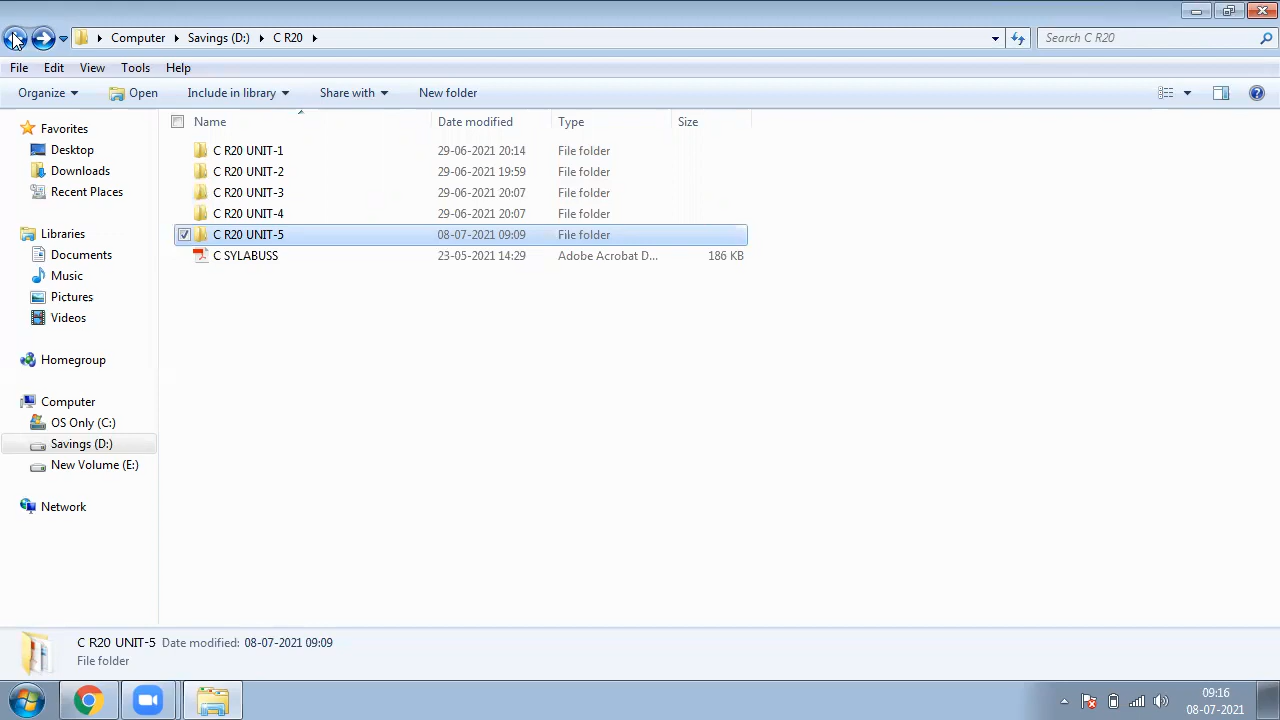 Computer Savings (D:) C R20 Search C R20
File Edit View Tools Help
Organize Open Include in library Share with New folder
Favorites
Desktop
Downloads
Recent Places
Libraries
Documents
Music
Pictures
Videos
Homegroup
Computer
OS Only (C:)
Savings (D:)
New Volume (E:)
Network
Name Date modified Type Size
C R20 UNIT-1 29-06-2021 20:14 File folder
C R20 UNIT-2 29-06-2021 19:59 File folder
C R20 UNIT-3 29-06-2021 20:07 File folder
C R20 UNIT-4 29-06-2021 20:07 File folder
C R20 UNIT-5 08-07-2021 09:09 File folder
C SYLABUSS 23-05-2021 14:29 Adobe Acrobat D... 186 KB
C R20 UNIT-5 Date modified: 08-07-2021 09:09
File folder
09:16
08-07-2021